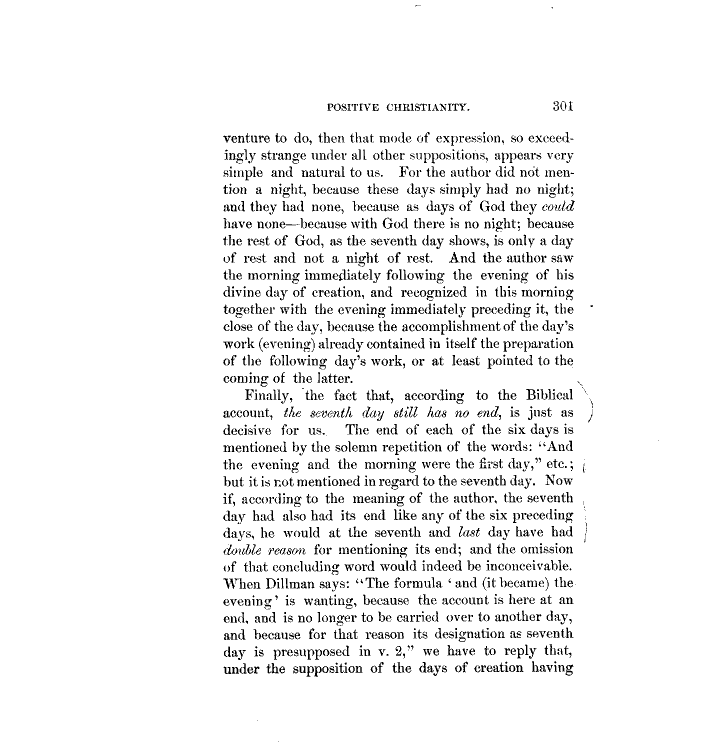 POSITIVE CHRISTIANITY. 301
venture to do, then that mode of expression, so exceed-
ingly strange under all other suppositions, appears very
simple and natural to us. For the author did not men-
tion a night, because these days simply had no night;
and they had none, because as days of God they could
have none—because with God there is no night; because
the rest of God, as the seventh day shows, is only a day
of rest and not a night of rest. And the author saw
the morning immediately following the evening of his
divine day of creation, and recognized in this morning
together with the evening immediately preceding it, the
close of the day, because the accomplishment of the day's
work (evening) already contained in itself the preparation
of the following day's work, or at least pointed to the
coming of the latter.
Finally, the fact that, according to the Biblical
account, the seventh day still has no end, is just as
decisive for us. The end of each of the six days is
mentioned by the solemn repetition of the words: “And
the evening and the morning were the first day,” etc.;
but it is not mentioned in regard to the seventh day. Now
if, according to the meaning of the author, the seventh
day had also had its end like any of the six preceding
days, he would at the seventh and last day have had
double reason for mentioning its end; and the omission
of that concluding word would indeed be inconceivable.
When Dillman says: “The formula ‘and (it became) the
evening’ is wanting, because the account is here at an
end, and is no longer to be carried over to another day,
and because for that reason its designation as seventh
day is presupposed in v. 2,” we have to reply that,
under the supposition of the days of creation having